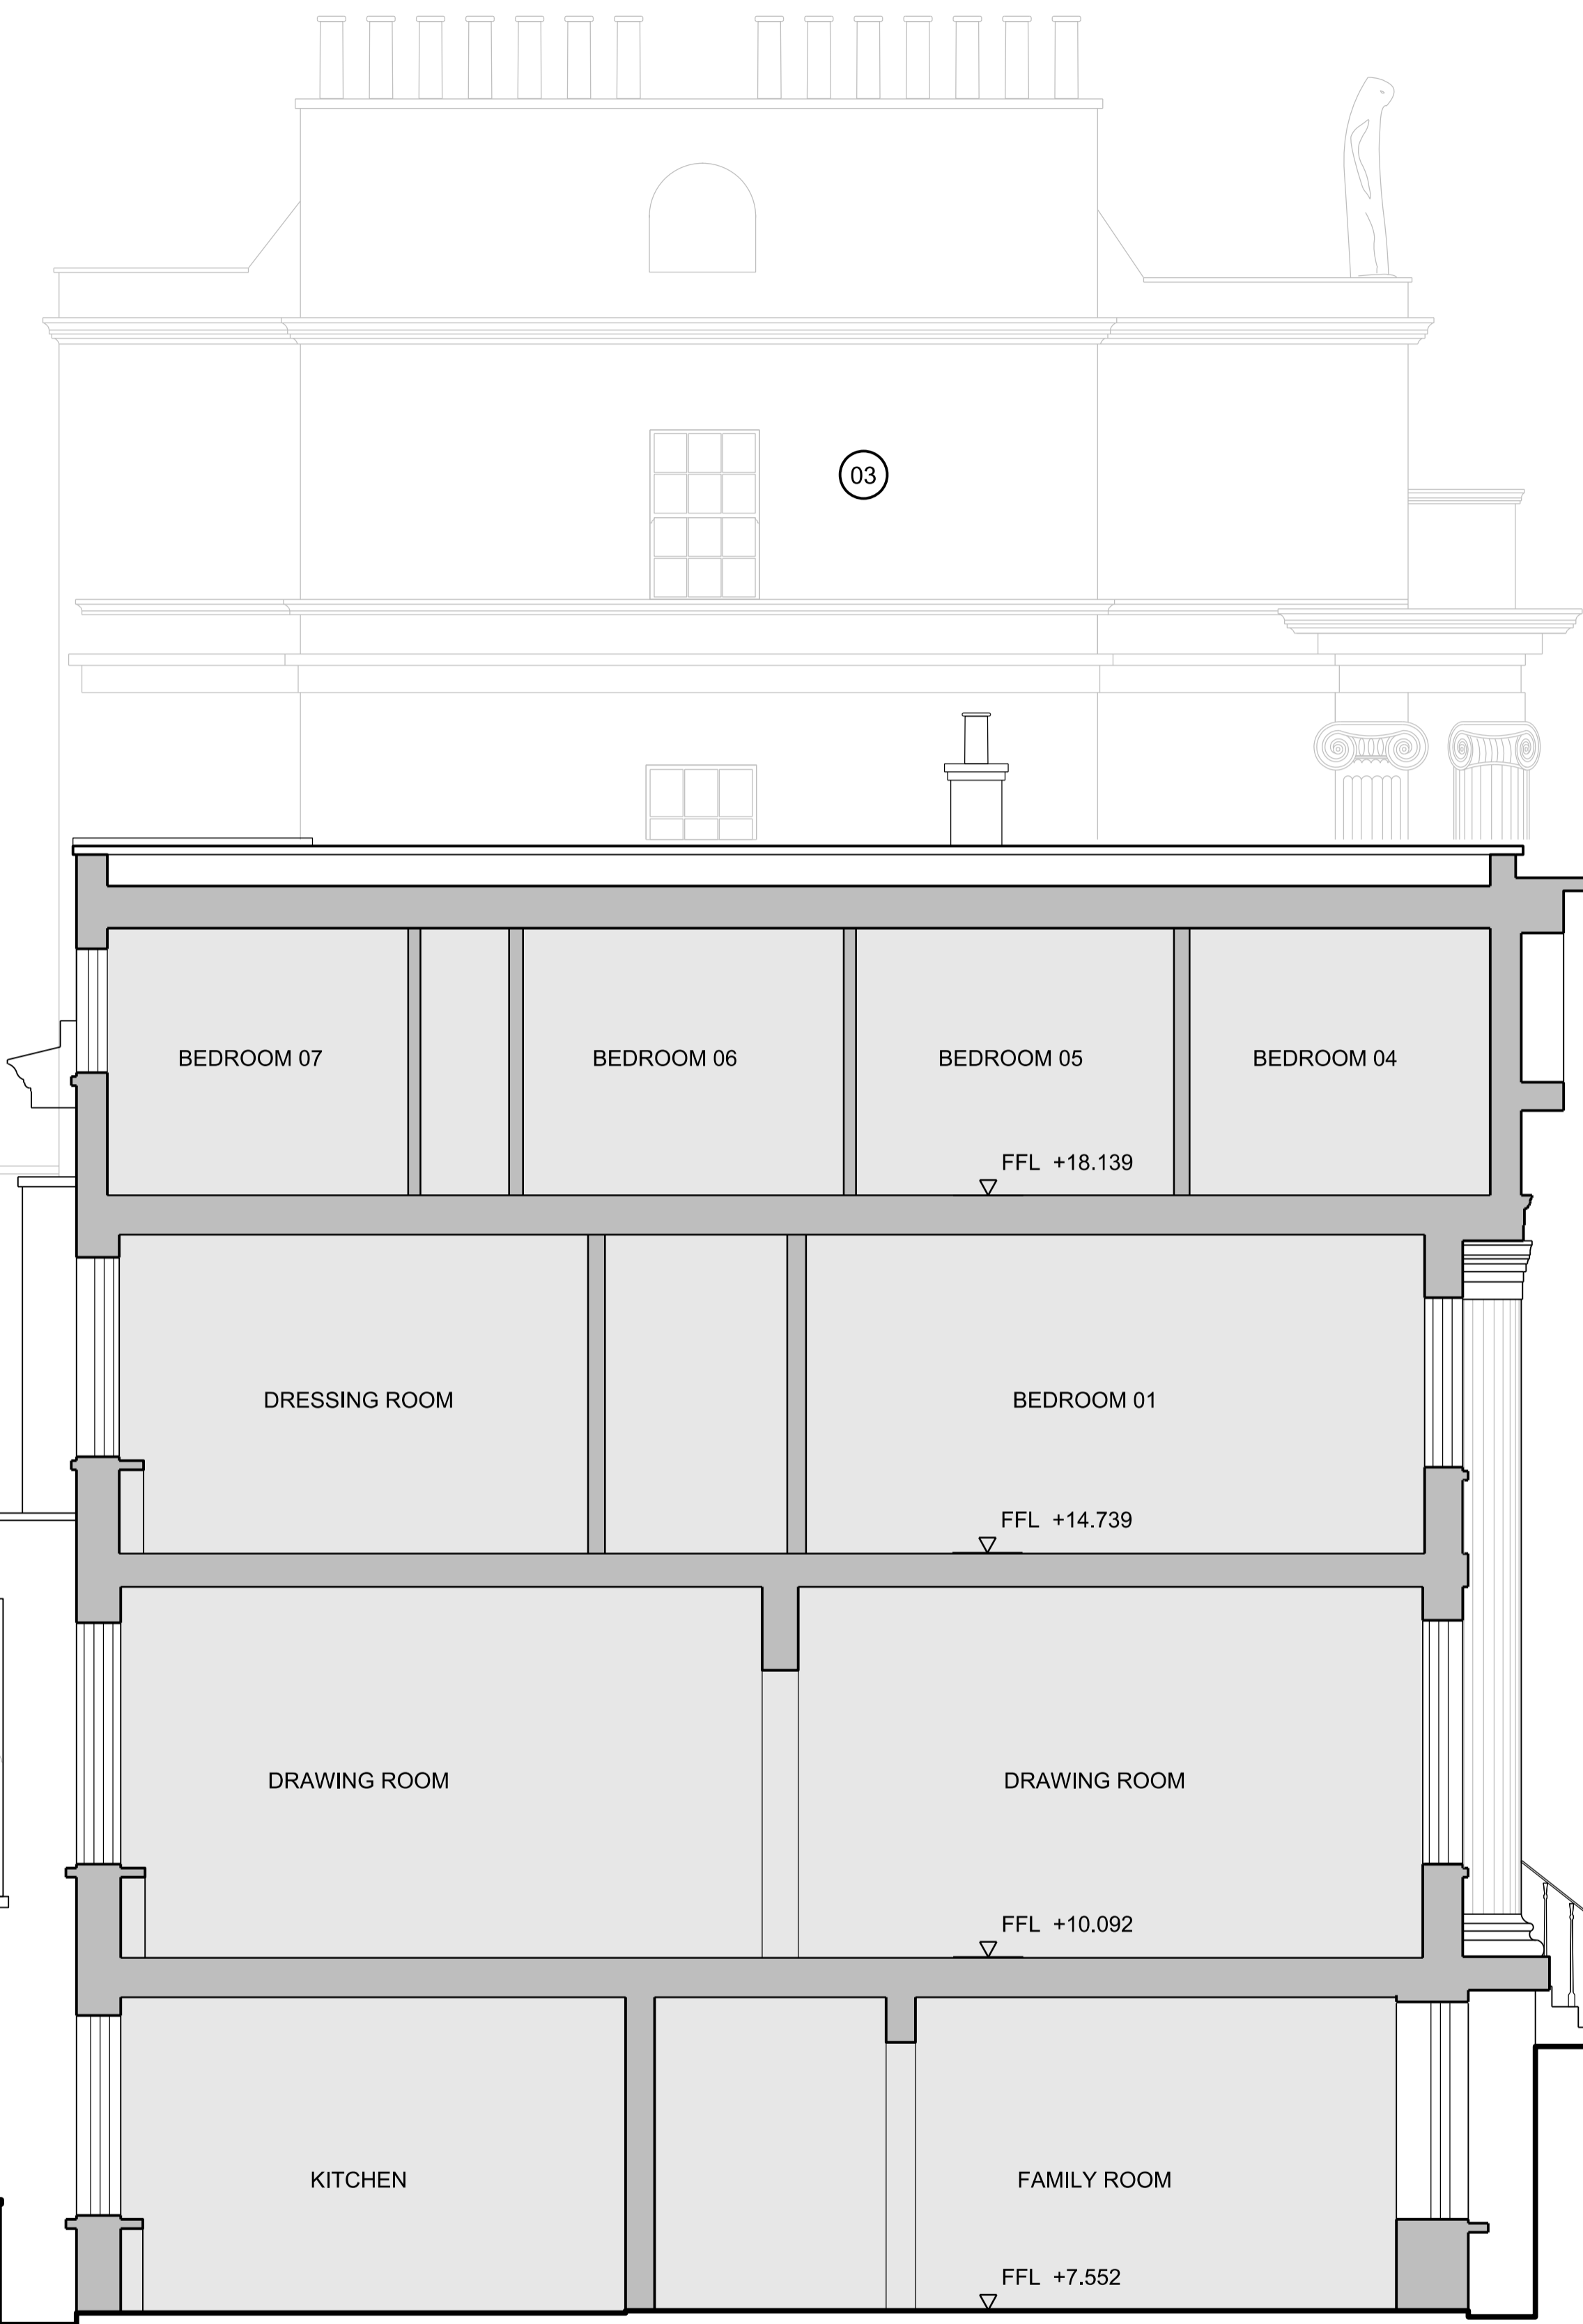 03
BEDROOM 07
BEDROOM 06
BEDROOM 05
BEDROOM 04
FFL +18.139
DRESSING ROOM
BEDROOM 01
FFL +14.739
DRAWING ROOM
DRAWING ROOM
FFL +10.092
KITCHEN
FAMILY ROOM
FFL +7.552